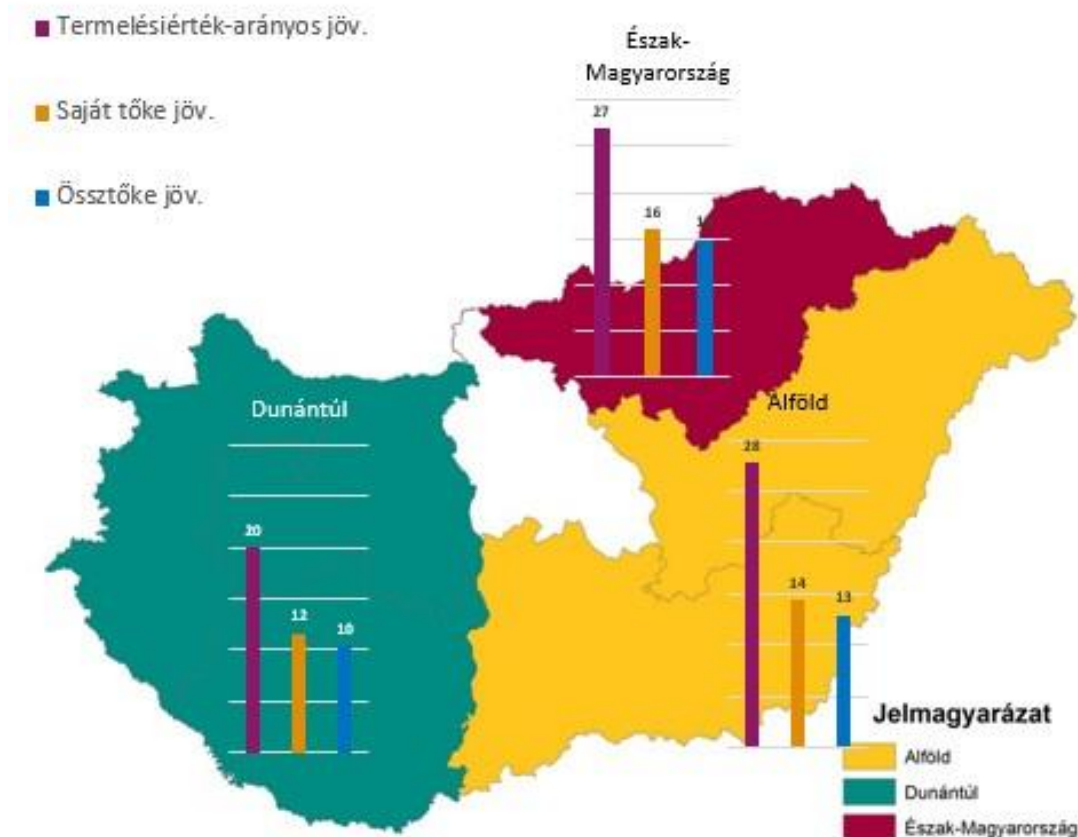 Termelésiérték-arányos jöv.
Saját tőke jöv.
Össztőke jöv.
Észak-
Magyarország
27
16
Dunántúl
20
12
10
Alföld
28
14
13
Jelmagyarázat
Alföld
Dunántúl
Észak-Magyarország